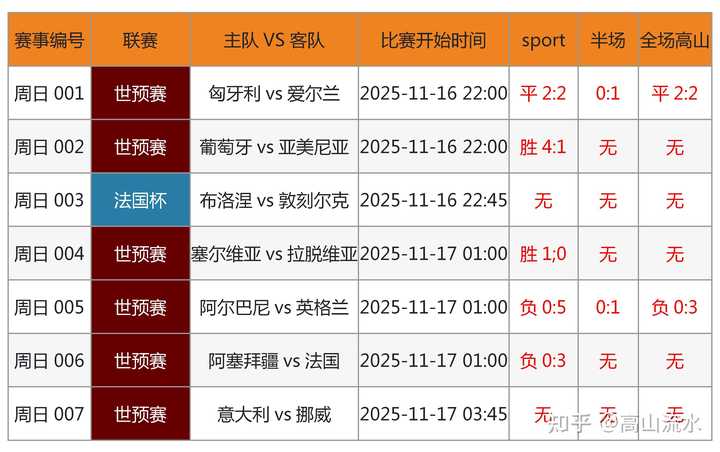 赛事编号 联赛 主队 VS 客队 比赛开始时间 sport 半场 全场高山
周日 001 世预赛 匈牙利 vs 爱尔兰 2025-11-16 22:00 平 2:2 0:1 平 2:2
周日 002 世预赛 葡萄牙 vs 亚美尼亚 2025-11-16 22:00 胜 4:1 无 无
周日 003 法国杯 布洛涅 vs 敦刻尔克 2025-11-16 22:45 无 无 无
周日 004 世预赛 塞尔维亚 vs 拉脱维亚 2025-11-17 01:00 胜 1;0 无 无
周日 005 世预赛 阿尔巴尼 vs 英格兰 2025-11-17 01:00 负 0:5 0:1 负 0:3
周日 006 世预赛 阿塞拜疆 vs 法国 2025-11-17 01:00 负 0:3 无 无
周日 007 世预赛 意大利 vs 挪威 2025-11-17 03:45 无 无 无
知乎 @高山流水